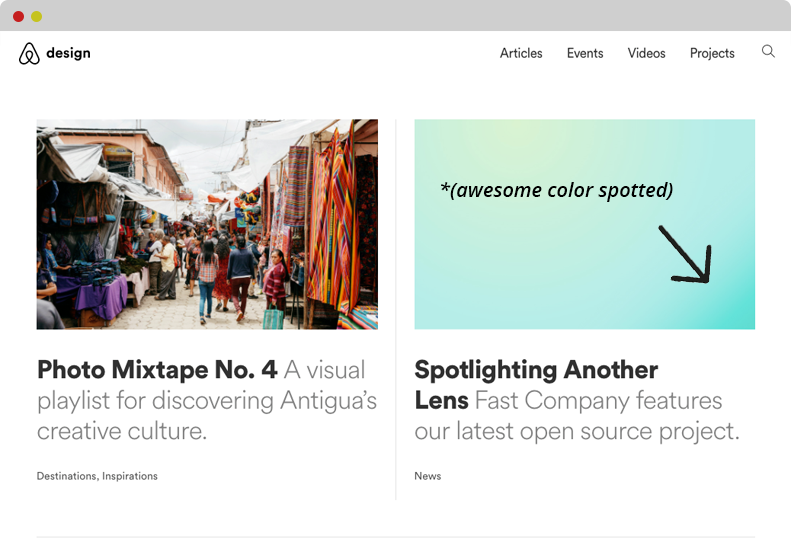 design
Articles Events Videos Projects
*(awesome color spotted)
Photo Mixtape No. 4 A visual
playlist for discovering Antigua’s
creative culture.
Destinations, Inspirations
Spotlighting Another
Lens Fast Company features
our latest open source project.
News